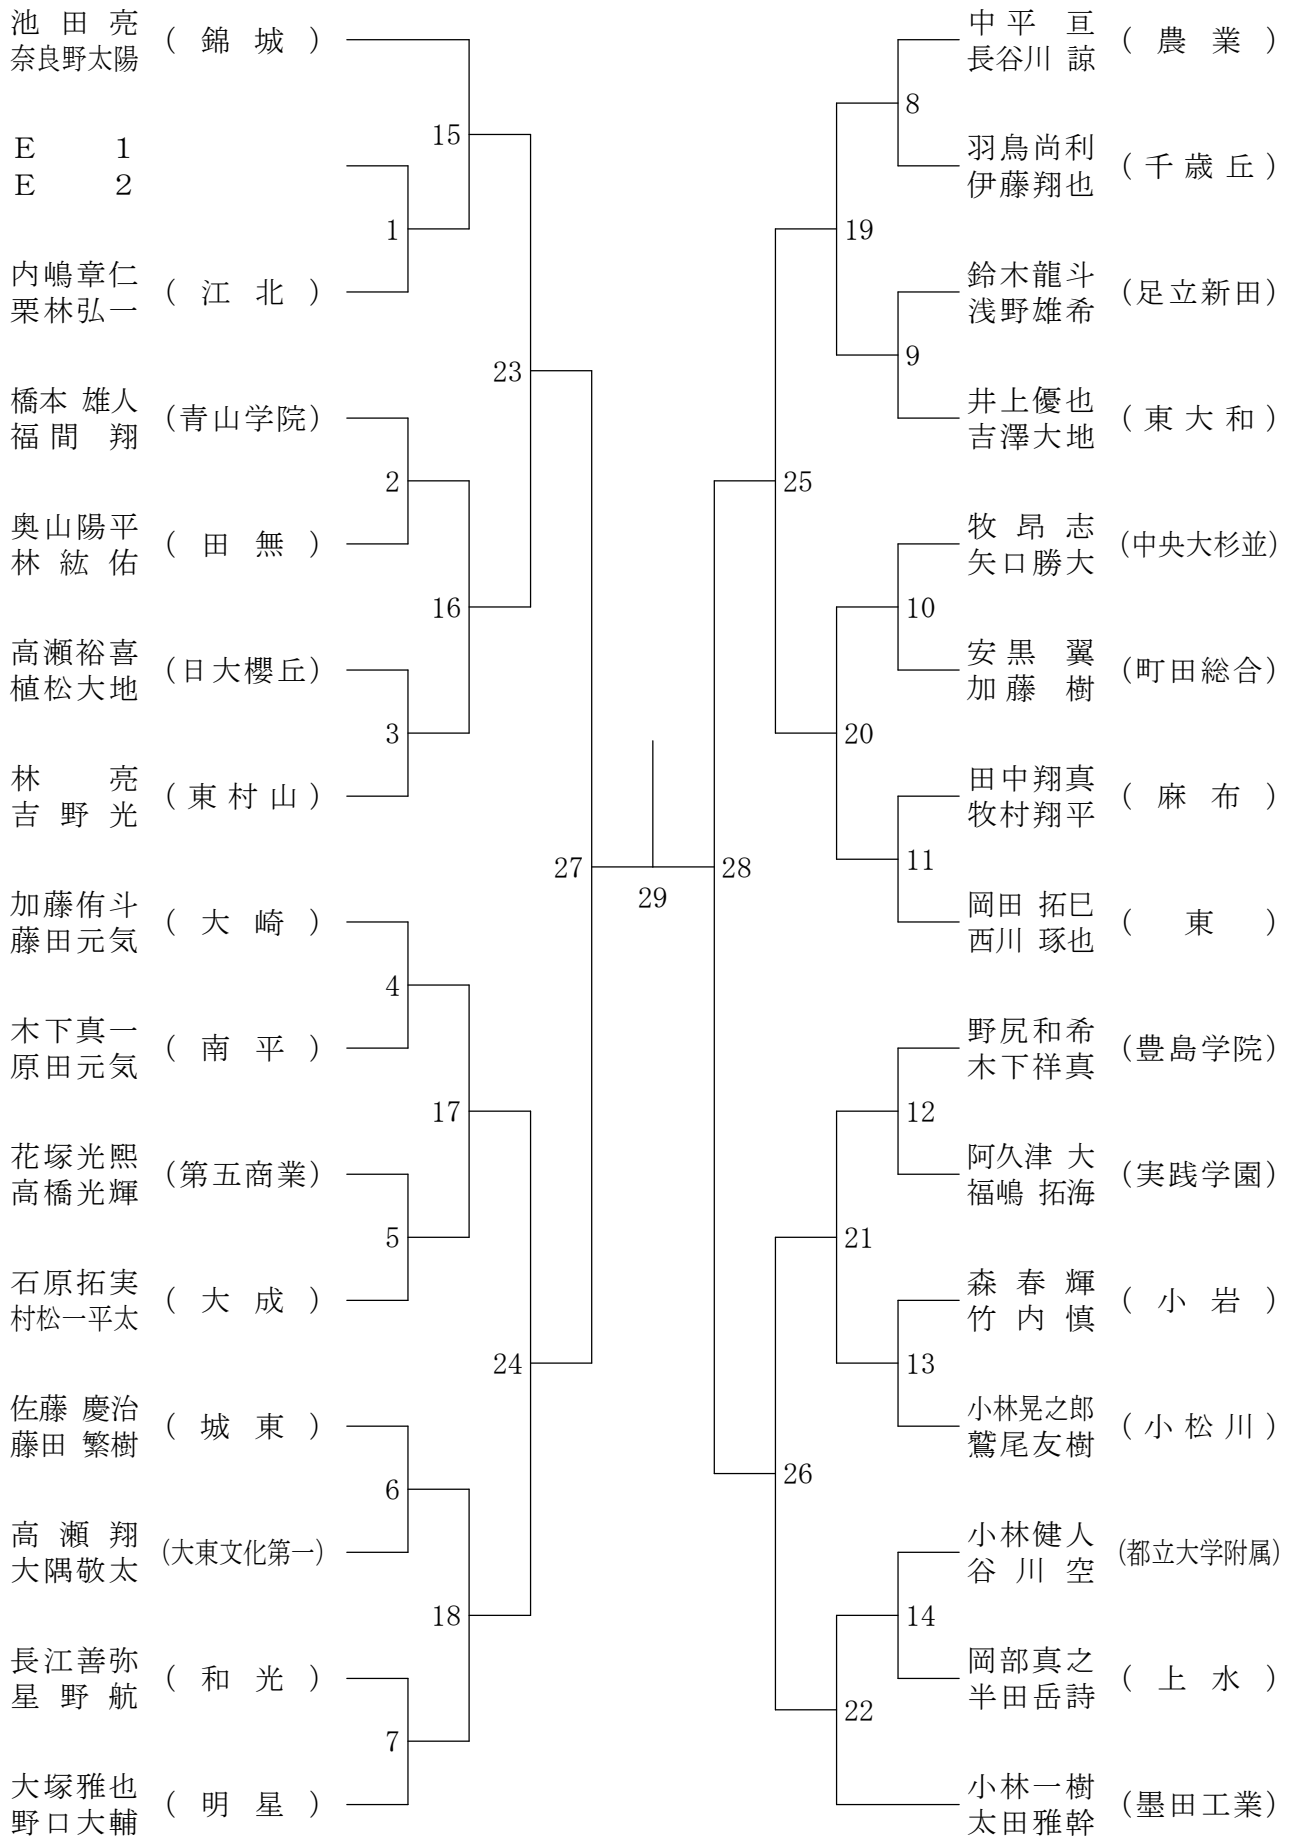 池田亮
奈良野太陽
(錦城)
E 1
E 2
内嶋章仁
栗林弘一
(江北)
橋本 雄人
福間 翔
(青山学院)
奥山陽平
林紘佑
(田無)
高瀬裕喜
植松大地
(日大櫻丘)
林 亮
吉野光
(東村山)
加藤侑斗
藤田元気
(大崎)
木下真一
原田元気
(南平)
花塚光熙
高橋光輝
(第五商業)
石原拓実
村松一平太
(大成)
佐藤 慶治
藤田 繁樹
(城東)
高瀬翔
大隅敬太
(大東文化第一)
長江善弥
星野航
(和光)
大塚雅也
野口大輔
(明星)
1
2
3
4
5
6
7
15
16
17
18
23
24
27
29
28
25
26
19
20
21
22
8
9
10
11
12
13
14
中平 亘
長谷川 諒
(農業)
羽鳥尚利
伊藤翔也
(千歳丘)
鈴木龍斗
浅野雄希
(足立新田)
井上優也
吉澤大地
(東大和)
牧昂志
矢口勝大
(中央大杉並)
安黒 翼
加藤 樹
(町田総合)
田中翔真
牧村翔平
(麻布)
岡田 拓巳
西川 琢也
(東)
野尻和希
木下祥真
(豊島学院)
阿久津 大
福嶋 拓海
(実践学園)
森春輝
竹内慎
(小岩)
小林晃之郎
鷲尾友樹
(小松川)
小林健人
谷川空
(都立大学附属)
岡部真之
半田岳詩
(上水)
小林一樹
太田雅幹
(墨田工業)